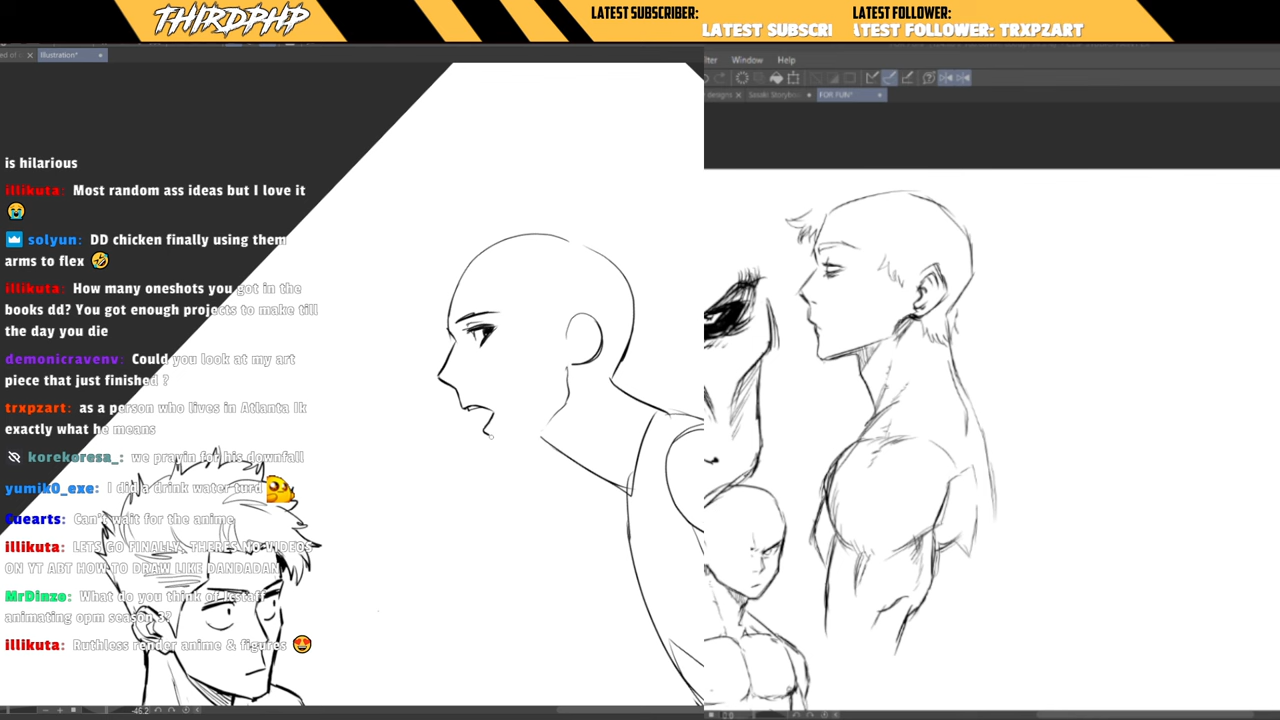 THIRDPHP
LATEST SUBSCRIBER:
LATEST SUBSCRI
LATEST FOLLOWER:
ATEST FOLLOWER: TRXPZART
Illustration*
Window Help
Sasaki Storyb
FOR FUN*
is hilarious
illikuta: Most random ass ideas but I love it
😭
solyun: DD chicken finally using them
arms to flex 🤣
illikuta: How many oneshots you got in the
books dd? You got enough projects to make till
the day you die
demonicravenv: Could you look at my art
piece that just finished ?
trxpzart: as a person who lives in Atlanta Ik
exactly what he means
korekoresa_: we prayin for his downfall
yumik0_exe: I did a drink water turd
Cuearts: Can't wait for the anime
illikuta: LETS GO FINALLY, THERES NO VIDEOS
ON YT ABT HOW TO DRAW LIKE DANDADAN
MrDinzo: What do you think of jcstaff
animating opm season 3?
illikuta: Ruthless render anime & figures 😍
-46.2